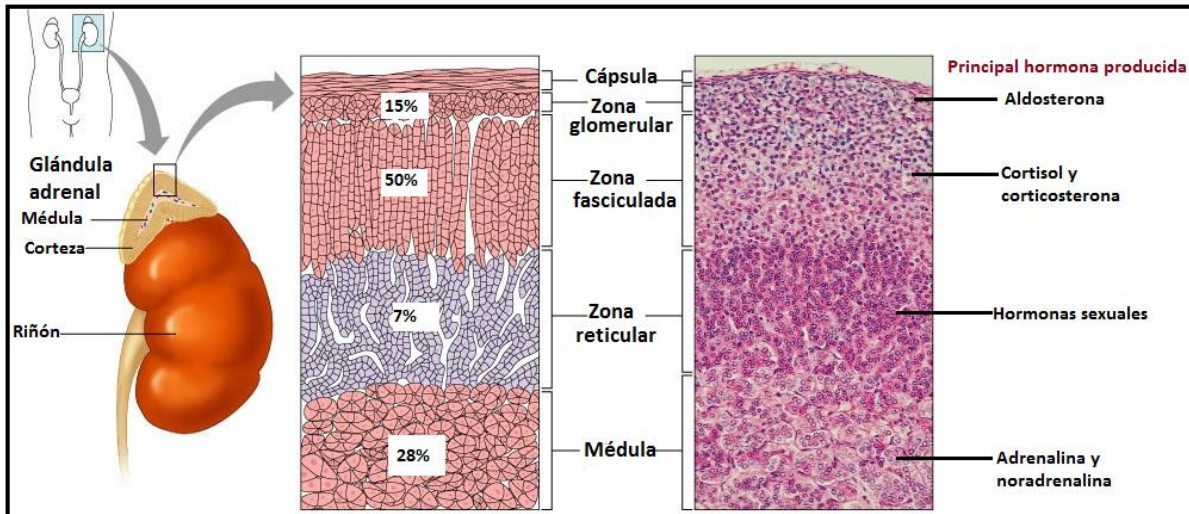 Glándula
adrenal
Médula
Corteza
Riñón
15%
50%
7%
28%
Cápsula
Zona
glomerular
Zona
fasciculada
Zona
reticular
Médula
Principal hormona producida
Aldosterona
Cortisol y
corticosterona
Hormonas sexuales
Adrenalina y
noradrenalina